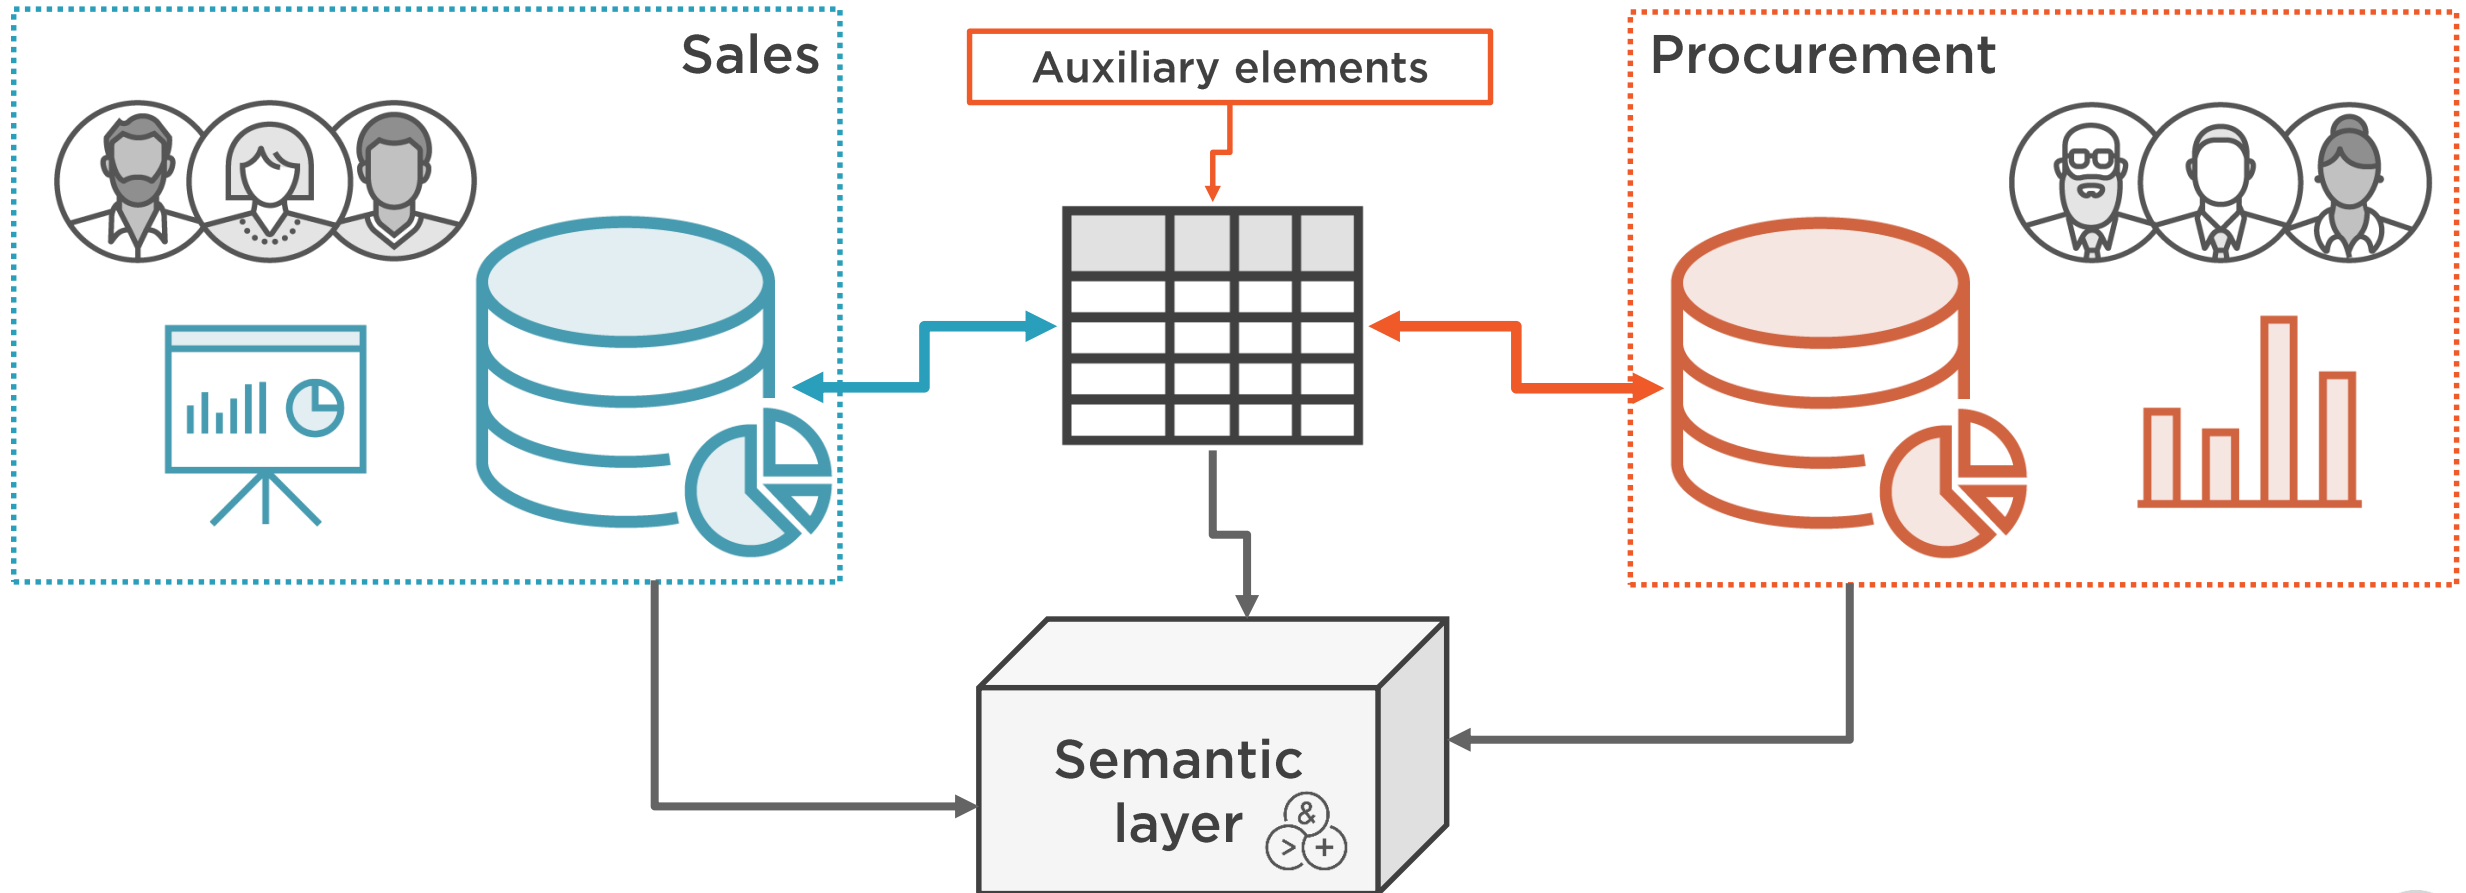 Sales
Auxiliary elements
Procurement
Semantic
layer
&
> +